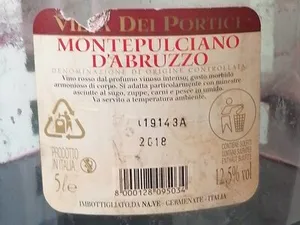 VILLA DEI PORTICI
MONTEPULCIANO
D'ABRUZZO
DENOMINAZIONE DI ORIGINE CONTROLLATA
Vino rosso dal profumo vinoso intenso; gusto morbido
armonioso di corpo. Si adatta particolarmente con minestre
asciutte al sugo, zuppe, carni e pesce in umido.
Va servito a temperatura ambiente.
L19143A
2018
PRODOTTO
IN ITALIA
5 l e
12,5% vol
8 000128 095034
IMBOTTIGLIATO DA NA.VE - GERMENATE - ITALIA